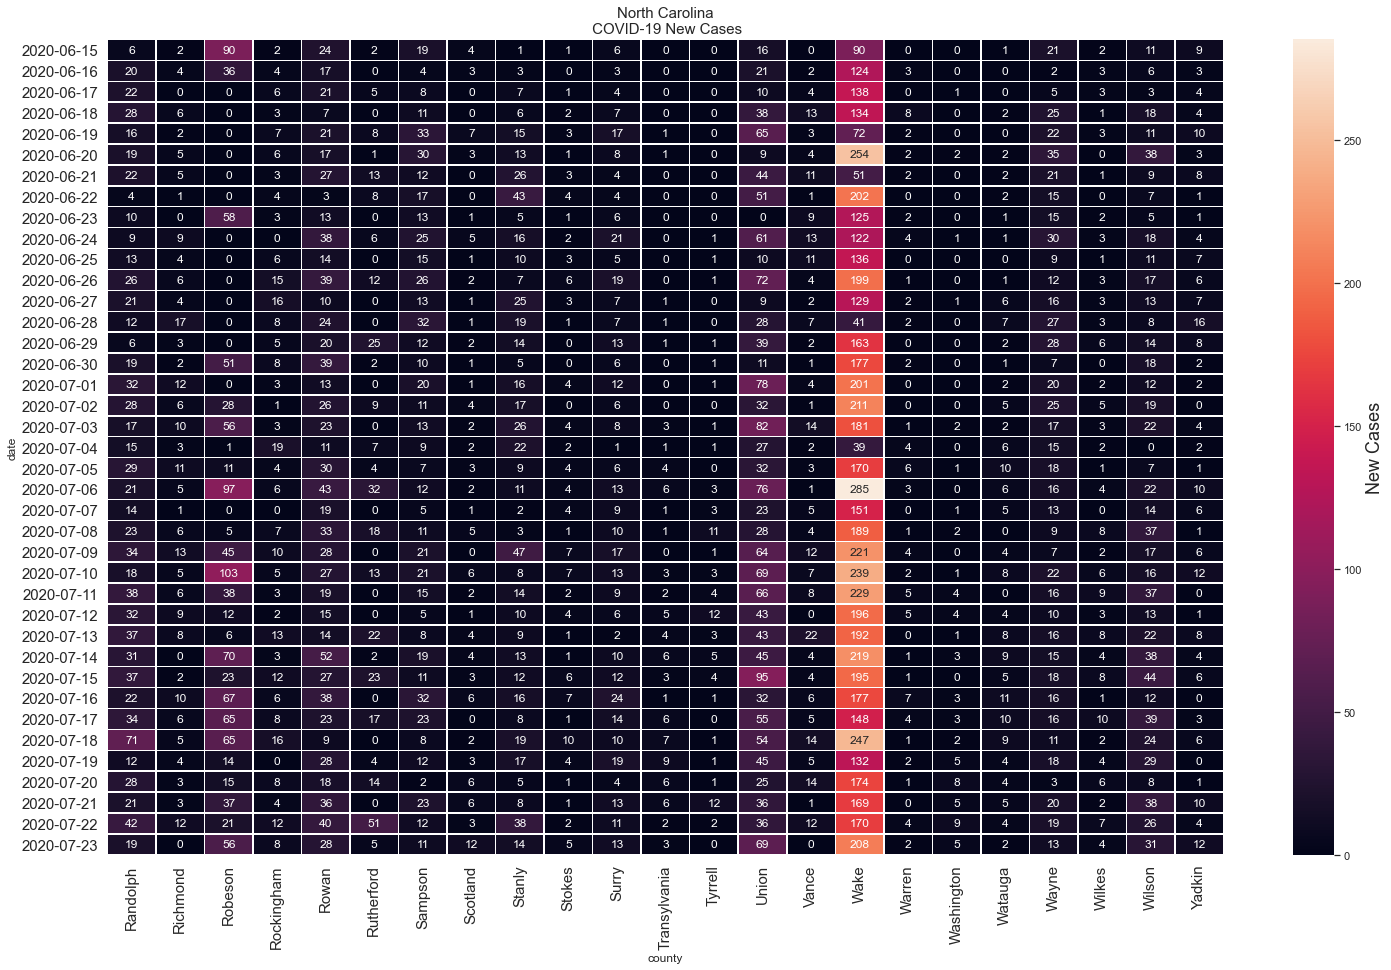 North Carolina
COVID-19 New Cases
2020-06-15 6 2 90 2 24 2 19 4 1 1 6 0 0 16 0 90 0 0 1 21 2 11 9
2020-06-16 20 4 36 4 17 0 4 3 3 0 3 0 0 21 2 124 3 0 0 2 3 6 3
2020-06-17 22 0 0 6 21 5 8 0 7 1 4 0 0 10 4 138 0 1 0 5 3 3 4
2020-06-18 28 6 0 3 7 0 11 0 6 2 7 0 0 38 13 134 8 0 2 25 1 18 4
2020-06-19 16 2 0 7 21 8 33 7 15 3 17 1 0 65 3 72 2 0 0 22 3 11 10
2020-06-20 19 5 0 6 17 1 30 3 13 1 8 1 0 9 4 254 2 2 2 35 0 38 3
2020-06-21 22 5 0 3 27 13 12 0 26 3 4 0 0 44 11 51 2 0 2 21 1 9 8
2020-06-22 4 1 0 4 3 8 17 0 43 4 4 0 0 51 1 202 0 0 2 15 0 7 1
2020-06-23 10 0 58 3 13 0 13 1 5 1 6 0 0 0 9 125 2 0 1 15 2 5 1
2020-06-24 9 9 0 0 38 6 25 5 16 2 21 0 1 61 13 122 4 1 1 30 3 18 4
2020-06-25 13 4 0 6 14 0 15 1 10 3 5 0 1 10 11 136 0 0 0 9 1 11 7
2020-06-26 26 6 0 15 39 12 26 2 7 6 19 0 1 72 4 199 1 0 1 12 3 17 6
2020-06-27 21 4 0 16 10 0 13 1 25 3 7 1 0 9 2 129 2 1 6 16 3 13 7
2020-06-28 12 17 0 8 24 0 32 1 19 1 7 1 0 28 7 41 2 0 7 27 3 8 16
2020-06-29 6 3 0 5 20 25 12 2 14 0 13 1 1 39 2 163 0 0 2 28 6 14 8
2020-06-30 19 2 51 8 39 2 10 1 5 0 6 0 0 11 1 177 0 0 1 7 0 18 2
2020-07-01 32 12 0 3 13 0 20 1 16 4 12 0 1 78 4 201 0 0 2 20 2 12 2
2020-07-02 28 6 28 1 26 9 11 4 17 0 6 0 0 32 1 211 0 0 5 25 5 19 0
2020-07-03 17 10 56 3 23 0 13 2 26 4 8 3 1 82 14 181 1 2 2 17 3 22 4
2020-07-04 15 3 1 19 11 7 9 2 22 2 1 1 1 27 2 39 4 0 6 15 2 0 2
2020-07-05 29 11 11 4 30 4 7 3 9 4 6 4 0 32 3 170 6 1 10 18 1 7 1
2020-07-06 21 5 97 6 43 32 12 2 11 4 13 6 3 76 1 285 3 0 6 16 4 22 10
2020-07-07 14 1 0 0 19 0 5 1 2 4 9 1 3 23 5 151 0 1 5 13 0 14 6
2020-07-08 23 6 5 7 33 18 11 5 3 1 10 1 11 28 4 189 1 2 0 9 8 37 1
2020-07-09 34 13 45 10 28 0 21 0 47 7 17 0 1 64 12 221 4 0 4 7 2 17 6
2020-07-10 18 5 103 5 27 13 21 6 8 7 13 3 3 69 7 239 2 1 8 22 6 16 12
2020-07-11 38 6 38 3 19 0 15 2 14 2 9 2 4 66 8 229 5 4 0 16 9 37 0
2020-07-12 32 9 12 2 15 0 5 1 10 4 6 5 12 43 0 196 5 4 4 10 3 13 1
2020-07-13 37 8 6 13 14 22 8 4 9 1 2 4 3 43 22 192 0 1 8 16 8 22 8
2020-07-14 31 0 70 3 52 2 19 4 13 1 10 6 5 45 4 219 1 3 9 15 4 38 4
2020-07-15 37 2 23 12 27 23 11 3 12 6 12 3 4 95 4 195 1 0 5 18 8 44 6
2020-07-16 22 10 67 6 38 0 32 6 16 7 24 1 1 32 6 177 7 3 11 16 1 12 0
2020-07-17 34 6 65 8 23 17 23 0 8 1 14 6 0 55 5 148 4 3 10 16 10 39 3
2020-07-18 71 5 65 16 9 0 8 2 19 10 10 7 1 54 14 247 1 2 9 11 2 24 6
2020-07-19 12 4 14 0 28 4 12 3 17 4 19 9 1 45 5 132 2 5 4 18 4 29 0
2020-07-20 28 3 15 8 18 14 2 6 5 1 4 6 1 25 14 174 1 8 4 3 6 8 1
2020-07-21 21 3 37 4 36 0 23 6 8 1 13 6 12 36 1 169 0 5 5 20 2 38 10
2020-07-22 42 12 21 12 40 51 12 3 38 2 11 2 2 36 12 170 4 9 4 19 7 26 4
2020-07-23 19 0 56 8 28 5 11 12 14 5 13 3 0 69 0 208 2 5 2 13 4 31 12
date
Randolph Richmond Robeson Rockingham Rowan Rutherford Sampson Scotland Stanly Stokes Surry Transylvania Tyrrell Union Vance Wake Warren Washington Watauga Wayne Wilkes Wilson Yadkin
county
250
200
150
100
50
0
New Cases